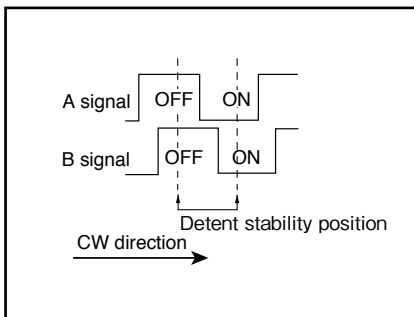 A signal OFF ON
B signal OFF ON
Detent stability position
CW direction